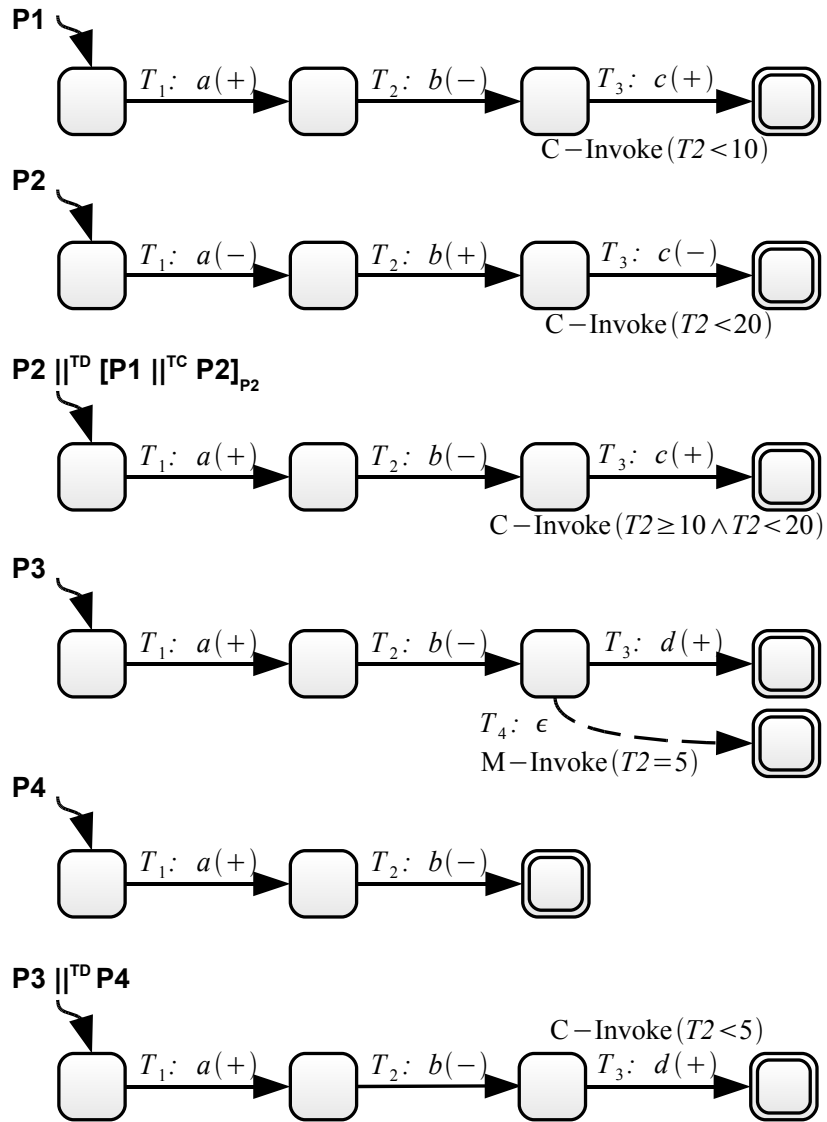 P1
T₁: a(+) T₂: b(−) T₃: c(+)
C−Invoke(T2<10)
P2
T₁: a(−) T₂: b(+) T₃: c(−)
C−Invoke(T2<20)
P2 ||ᵀᴰ [P1 ||ᵀᶜ P2]P2
T₁: a(+) T₂: b(−) T₃: c(+)
C−Invoke(T2≥10∧T2<20)
P3
T₁: a(+) T₂: b(−) T₃: d(+)
T₄: ϵ
M−Invoke(T2=5)
P4
T₁: a(+) T₂: b(−)
P3 ||ᵀᴰ P4
C−Invoke(T2<5)
T₁: a(+) T₂: b(−) T₃: d(+)